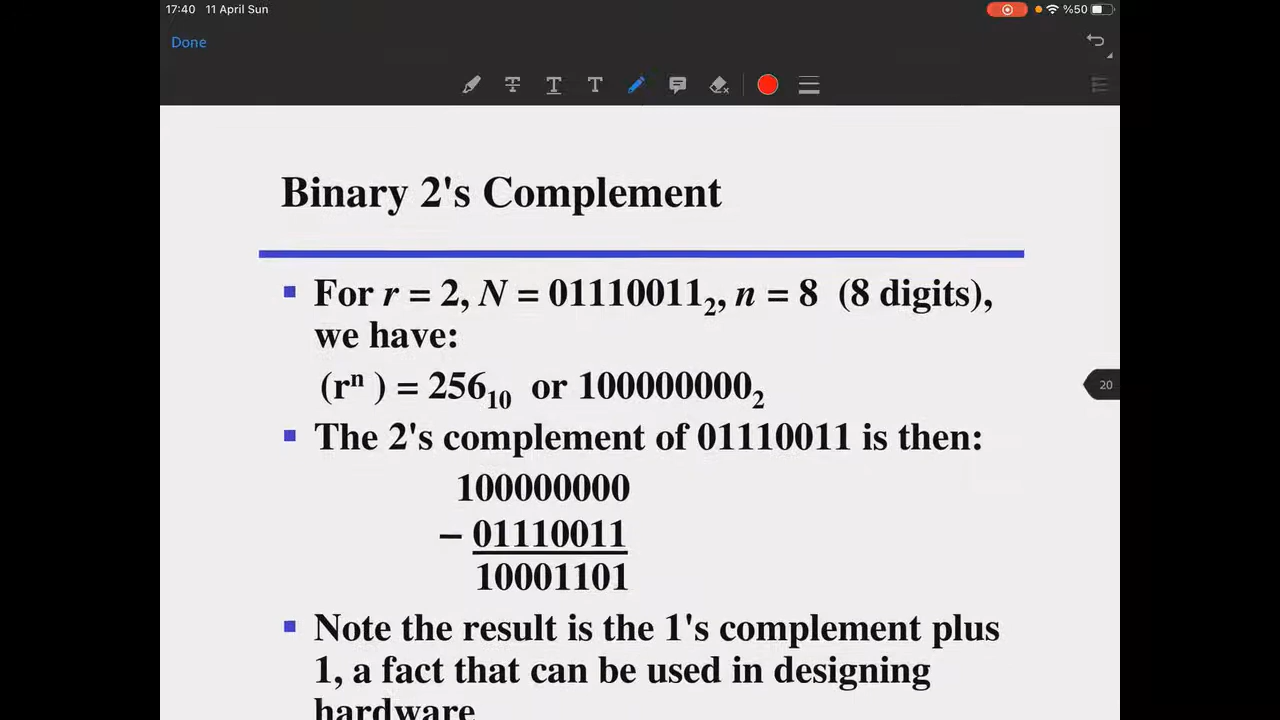 17:40 11 April Sun
%50
Done
T T
20
Binary 2's Complement
For r = 2, N = 01110011₂, n = 8 (8 digits),
we have:
(rⁿ ) = 256₁₀ or 100000000₂
The 2's complement of 01110011 is then:
100000000
– 01110011
10001101
Note the result is the 1's complement plus
1, a fact that can be used in designing
hardware